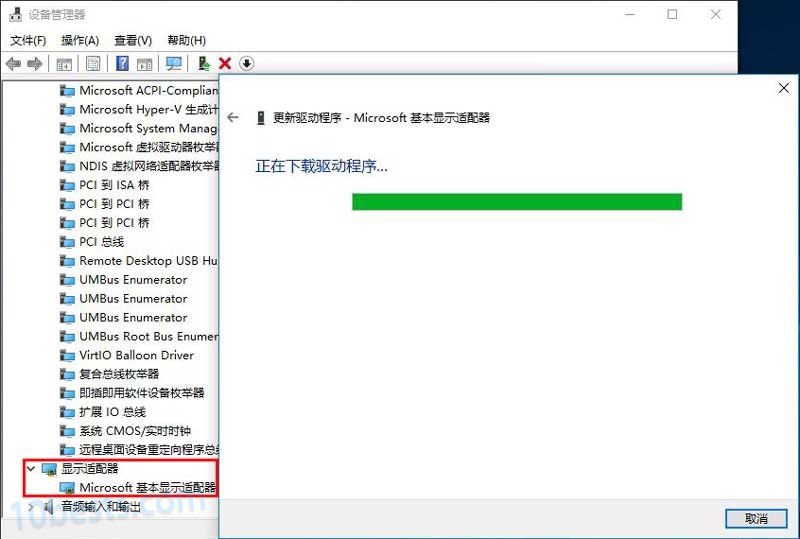 设备管理器
文件(F) 操作(A) 查看(V) 帮助(H)
Microsoft ACPI-Complian
Microsoft Hyper-V 生成计
Microsoft System Manag
Microsoft 虚拟驱动器枚举
NDIS 虚拟网络适配器枚举器
PCI 到 ISA 桥
PCI 到 PCI 桥
PCI 到 PCI 桥
PCI 总线
Remote Desktop USB Hu
UMBus Enumerator
UMBus Enumerator
UMBus Enumerator
UMBus Root Bus Enumer
VirtIO Balloon Driver
复合总线枚举器
即插即用软件设备枚举器
扩展 IO 总线
系统 CMOS/实时时钟
远程桌面设备重定向程序总线
显示适配器
Microsoft 基本显示适配器
音频输入和输出
更新驱动程序 - Microsoft 基本显示适配器
正在下载驱动程序...
取消
10bests.com